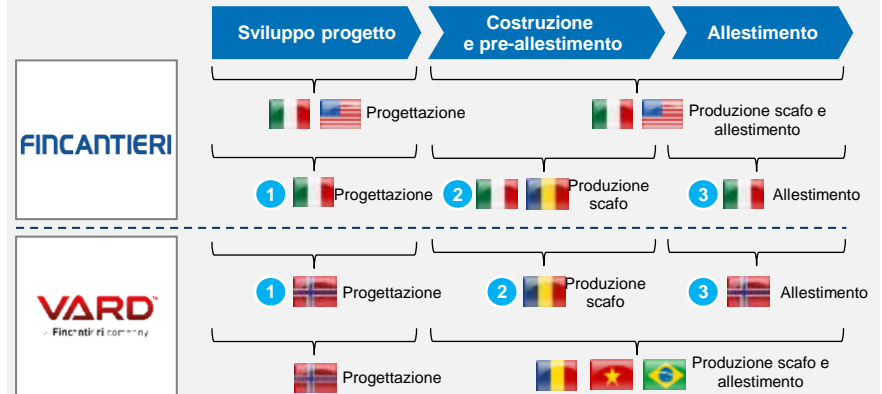 Sviluppo progetto
Costruzione
e pre-allestimento
Allestimento
FINCANTIERI
Progettazione
Produzione scafo e
allestimento
1
Progettazione
2
Produzione
scafo
3
Allestimento
VARD™
a Fincantieri company
1
Progettazione
2
Produzione
scafo
3
Allestimento
Progettazione
Produzione scafo e
allestimento